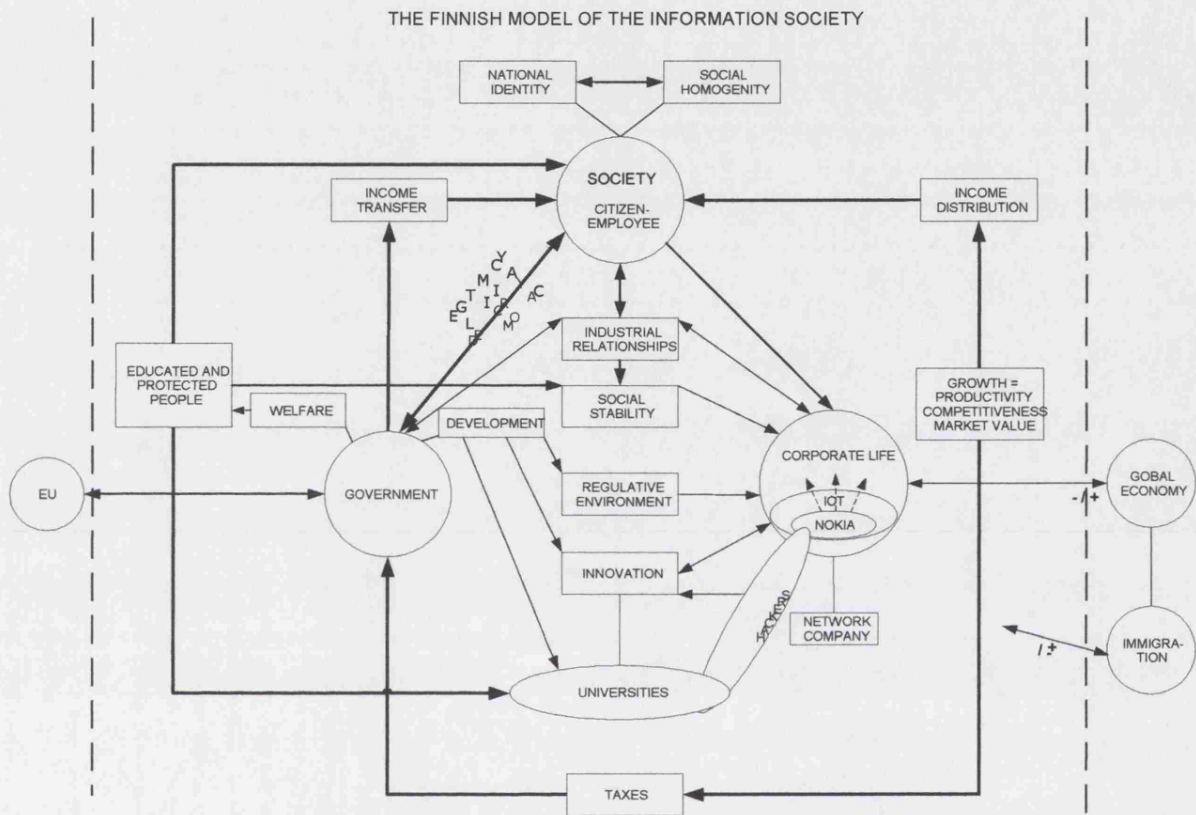 THE FINNISH MODEL OF THE INFORMATION SOCIETY
NATIONAL
IDENTITY
SOCIAL
HOMOGENITY
SOCIETY
CITIZEN-
EMPLOYEE
INCOME
TRANSFER
INCOME
DISTRIBUTION
INDUSTRIAL
RELATIONSHIPS
EDUCATED AND
PROTECTED
PEOPLE
WELFARE
SOCIAL
STABILITY
DEVELOPMENT
GROWTH =
PRODUCTIVITY
COMPETITIVENESS
MARKET VALUE
EU
GOVERNMENT
REGULATIVE
ENVIRONMENT
CORPORATE LIFE
IOT
NOKIA
- / +
GOBAL
ECONOMY
INNOVATION
HACKERS
NETWORK
COMPANY
IMMIGRA-
TION
UNIVERSITIES
TAXES